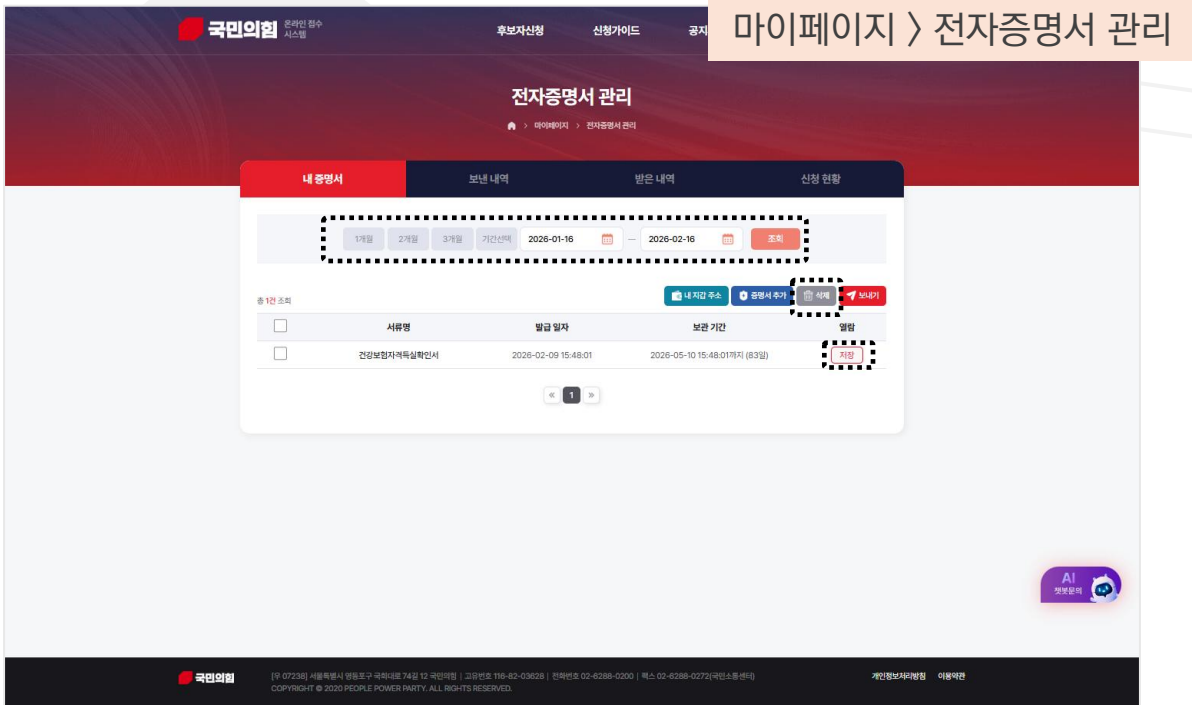 마이페이지 〉 전자증명서 관리
국민의힘 온라인 접수 시스템
후보자신청 신청가이드 공지
전자증명서 관리
> 마이페이지 > 전자증명서 관리
내 증명서 보낸 내역 받은 내역 신청 현황
1개월 2개월 3개월 기간선택 2026-01-16 — 2026-02-16 조회
총 1건 조회
내 지갑 주소 증명서 추가 삭제 보내기
서류명 발급 일자 보관 기간 열람
건강보험자격득실확인서 2026-02-09 15:48:01 2026-05-10 15:48:01까지 (83일) 저장
« 1 »
AI
챗봇문의
국민의힘
[우 07238] 서울특별시 영등포구 국회대로 74길 12 국민의힘 | 고유번호 116-82-03628 | 전화번호 02-6288-0200 | 팩스 02-6288-0272(국민소통센터)
개인정보처리방침 이용약관
COPYRIGHT © 2020 PEOPLE POWER PARTY. ALL RIGHTS RESERVED.